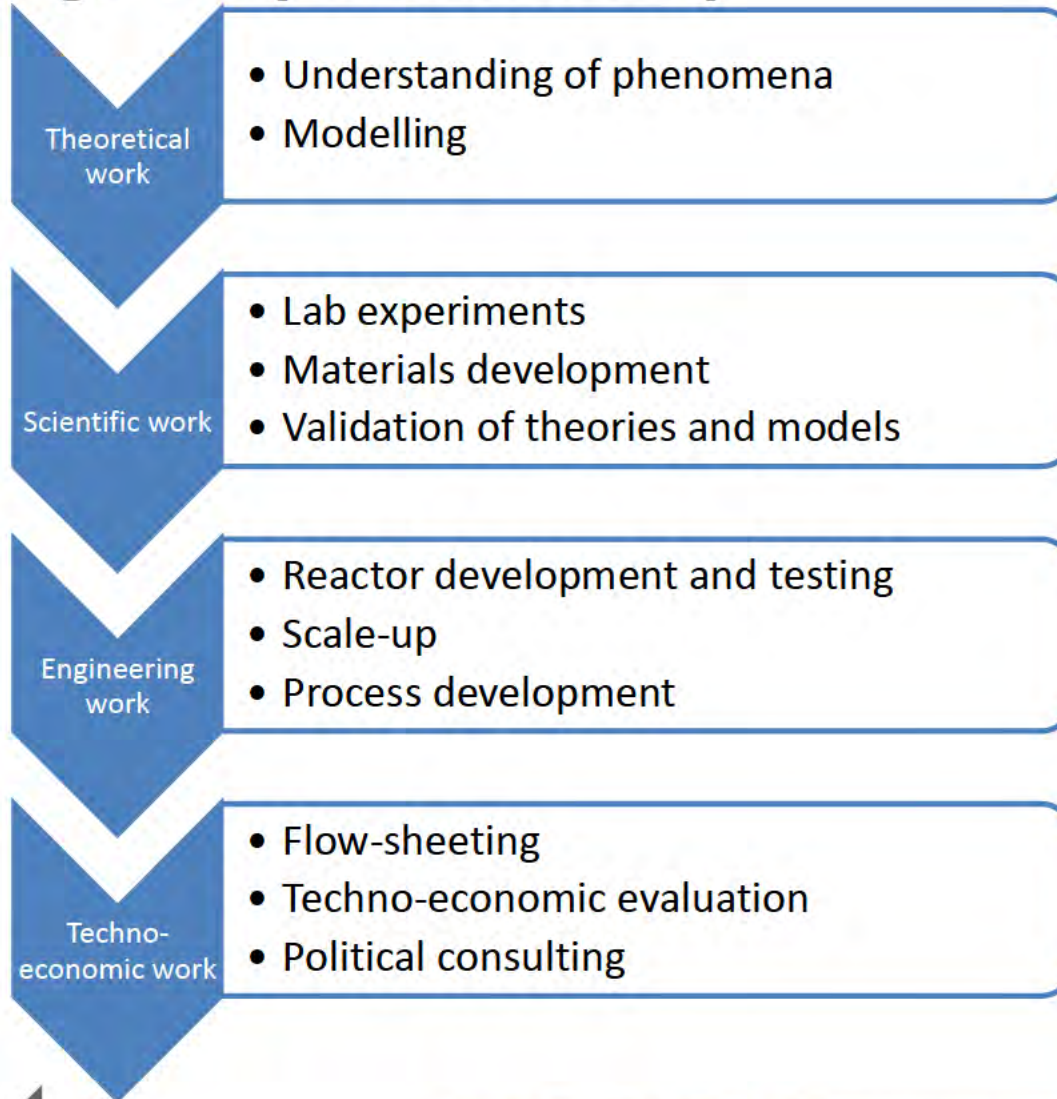 Theoretical
work
• Understanding of phenomena
• Modelling
Scientific work
• Lab experiments
• Materials development
• Validation of theories and models
Engineering
work
• Reactor development and testing
• Scale-up
• Process development
Techno-
economic work
• Flow-sheeting
• Techno-economic evaluation
• Political consulting